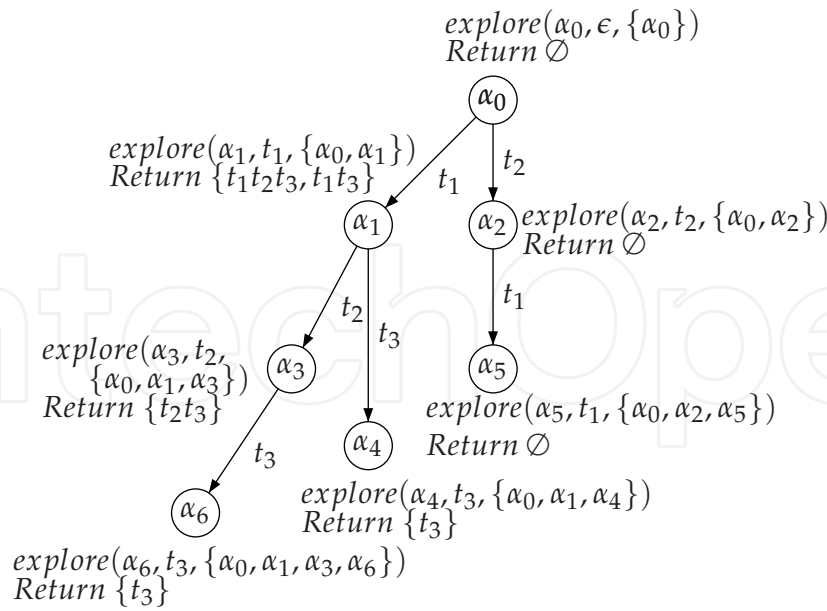 explore(α₀, ϵ, {α₀})
Return ∅
α₀
explore(α₁, t₁, {α₀, α₁})
Return {t₁t₂t₃, t₁t₃}
t₁
t₂
α₁
α₂
explore(α₂, t₂, {α₀, α₂})
Return ∅
t₂
t₃
t₁
explore(α₃, t₂,
{α₀, α₁, α₃})
Return {t₂t₃}
α₃
α₅
explore(α₅, t₁, {α₀, α₂, α₅})
Return ∅
t₃
α₄
explore(α₄, t₃, {α₀, α₁, α₄})
Return {t₃}
α₆
explore(α₆, t₃, {α₀, α₁, α₃, α₆})
Return {t₃}
ntechOpe